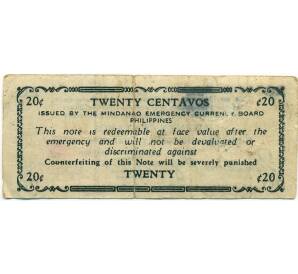 20¢ TWENTY CENTAVOS ¢20
ISSUED BY THE MINDANAO EMERGENCY CURRENCY BOARD
PHILIPPINES
This note is redeemable at face value after the
emergency and will not be devaluated or
discriminated against
Counterfeiting of this Note will be severly punished
20¢ TWENTY ¢20